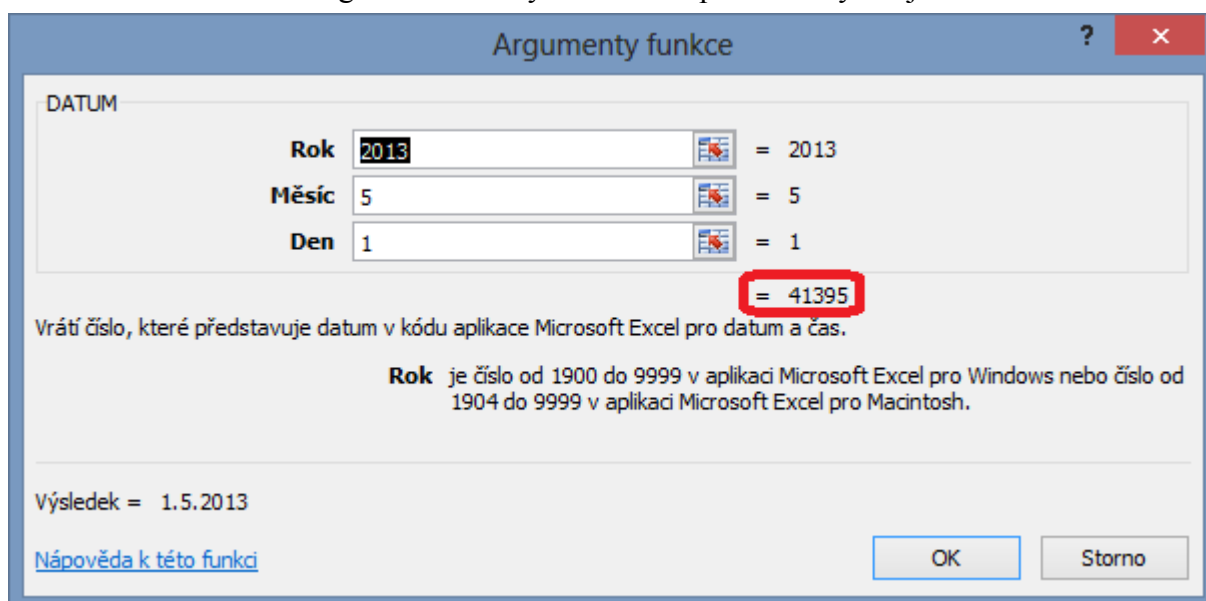 Argumenty funkce
?
×
DATUM
Rok 2013 = 2013
Měsíc 5 = 5
Den 1 = 1
= 41395
Vrátí číslo, které představuje datum v kódu aplikace Microsoft Excel pro datum a čas.
Rok je číslo od 1900 do 9999 v aplikaci Microsoft Excel pro Windows nebo číslo od
1904 do 9999 v aplikaci Microsoft Excel pro Macintosh.
Výsledek = 1.5.2013
Nápověda k této funkci
OK
Storno